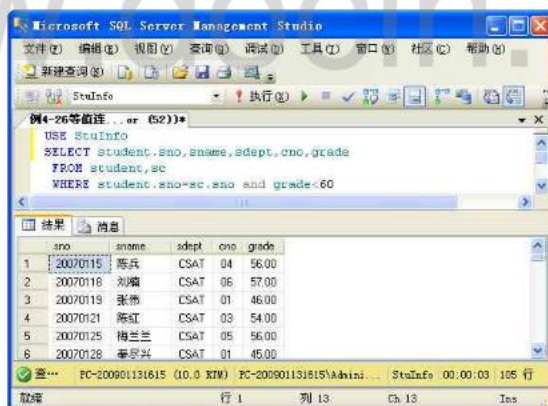 Microsoft SQL Server Management Studio
文件(F) 编辑(E) 视图(V) 查询(Q) 调试(D) 工具(T) 窗口(W) 社区(C) 帮助(H)
新建查询(N)
StuInfo 执行(X)
例4-26等值连...or (52))*
USE StuInfo
SELECT student.sno,sname,sdept,cno,grade
FROM student,sc
WHERE student.sno=sc.sno and grade<60
结果 消息
sno sname sdept cno grade
1 20070115 陈兵 CSAT 04 56.00
2 20070118 刘楠 CSAT 06 57.00
3 20070119 张伟 CSAT 01 46.00
4 20070121 陈红 CSAT 03 54.00
5 20070125 梅兰兰 CSAT 05 56.00
6 20070128 秦尽兴 CSAT 01 45.00
查... PC-200901131615 (10.0 RTM) PC-200901131615\Admini... StuInfo 00:00:03 105 行
就绪 行 1 列 13 Ch 13 Ins